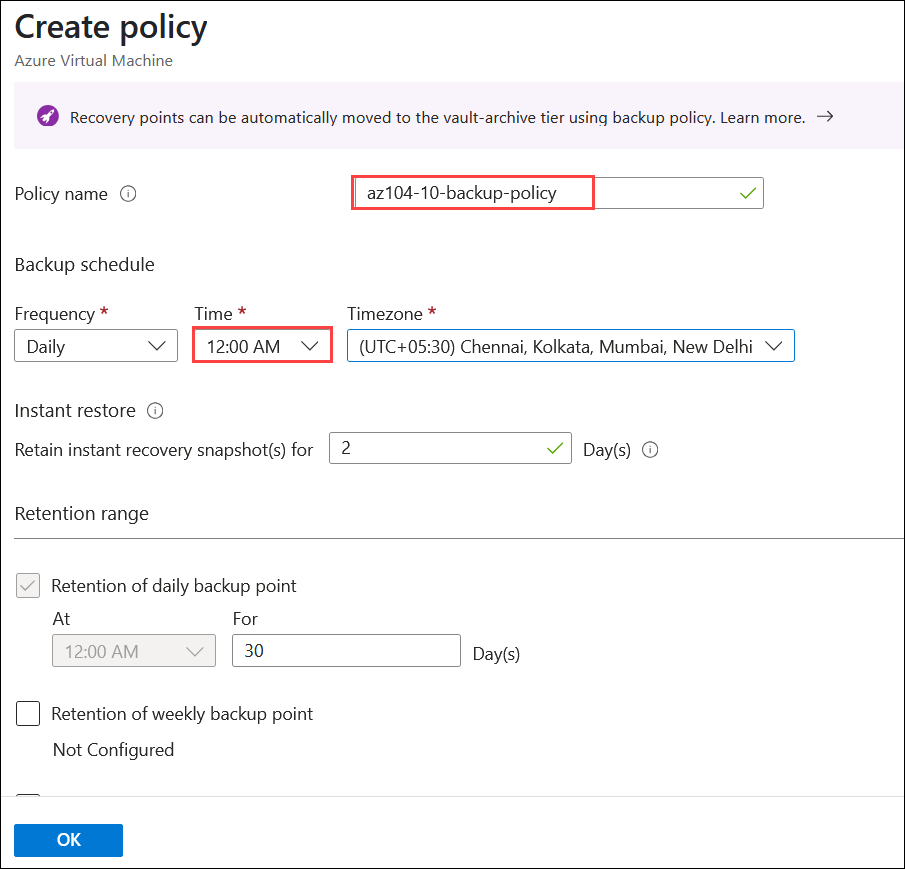 Create policy
Azure Virtual Machine
Recovery points can be automatically moved to the vault-archive tier using backup policy. Learn more. →
Policy name
az104-10-backup-policy
Backup schedule
Frequency * Time * Timezone *
Daily 12:00 AM (UTC+05:30) Chennai, Kolkata, Mumbai, New Delhi
Instant restore
Retain instant recovery snapshot(s) for 2 Day(s)
Retention range
Retention of daily backup point
At For
12:00 AM 30 Day(s)
Retention of weekly backup point
Not Configured
OK